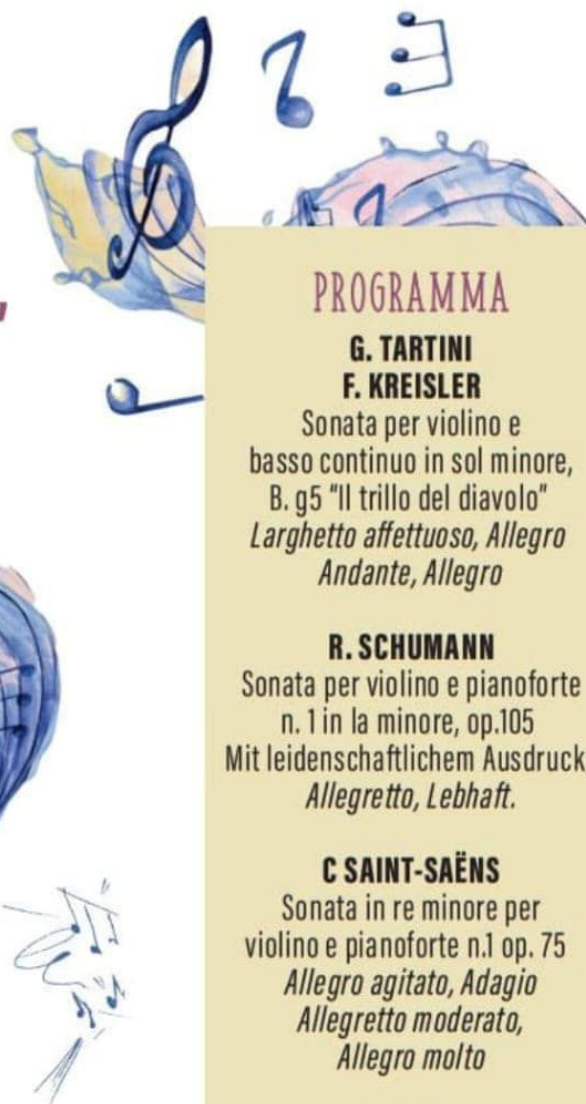 PROGRAMMA
G. TARTINI
F. KREISLER
Sonata per violino e
basso continuo in sol minore,
B. g5 "Il trillo del diavolo"
Larghetto affettuoso, Allegro
Andante, Allegro
R. SCHUMANN
Sonata per violino e pianoforte
n. 1 in la minore, op.105
Mit leidenschaftlichem Ausdruck
Allegretto, Lebhaft.
C SAINT-SAËNS
Sonata in re minore per
violino e pianoforte n.1 op. 75
Allegro agitato, Adagio
Allegretto moderato,
Allegro molto